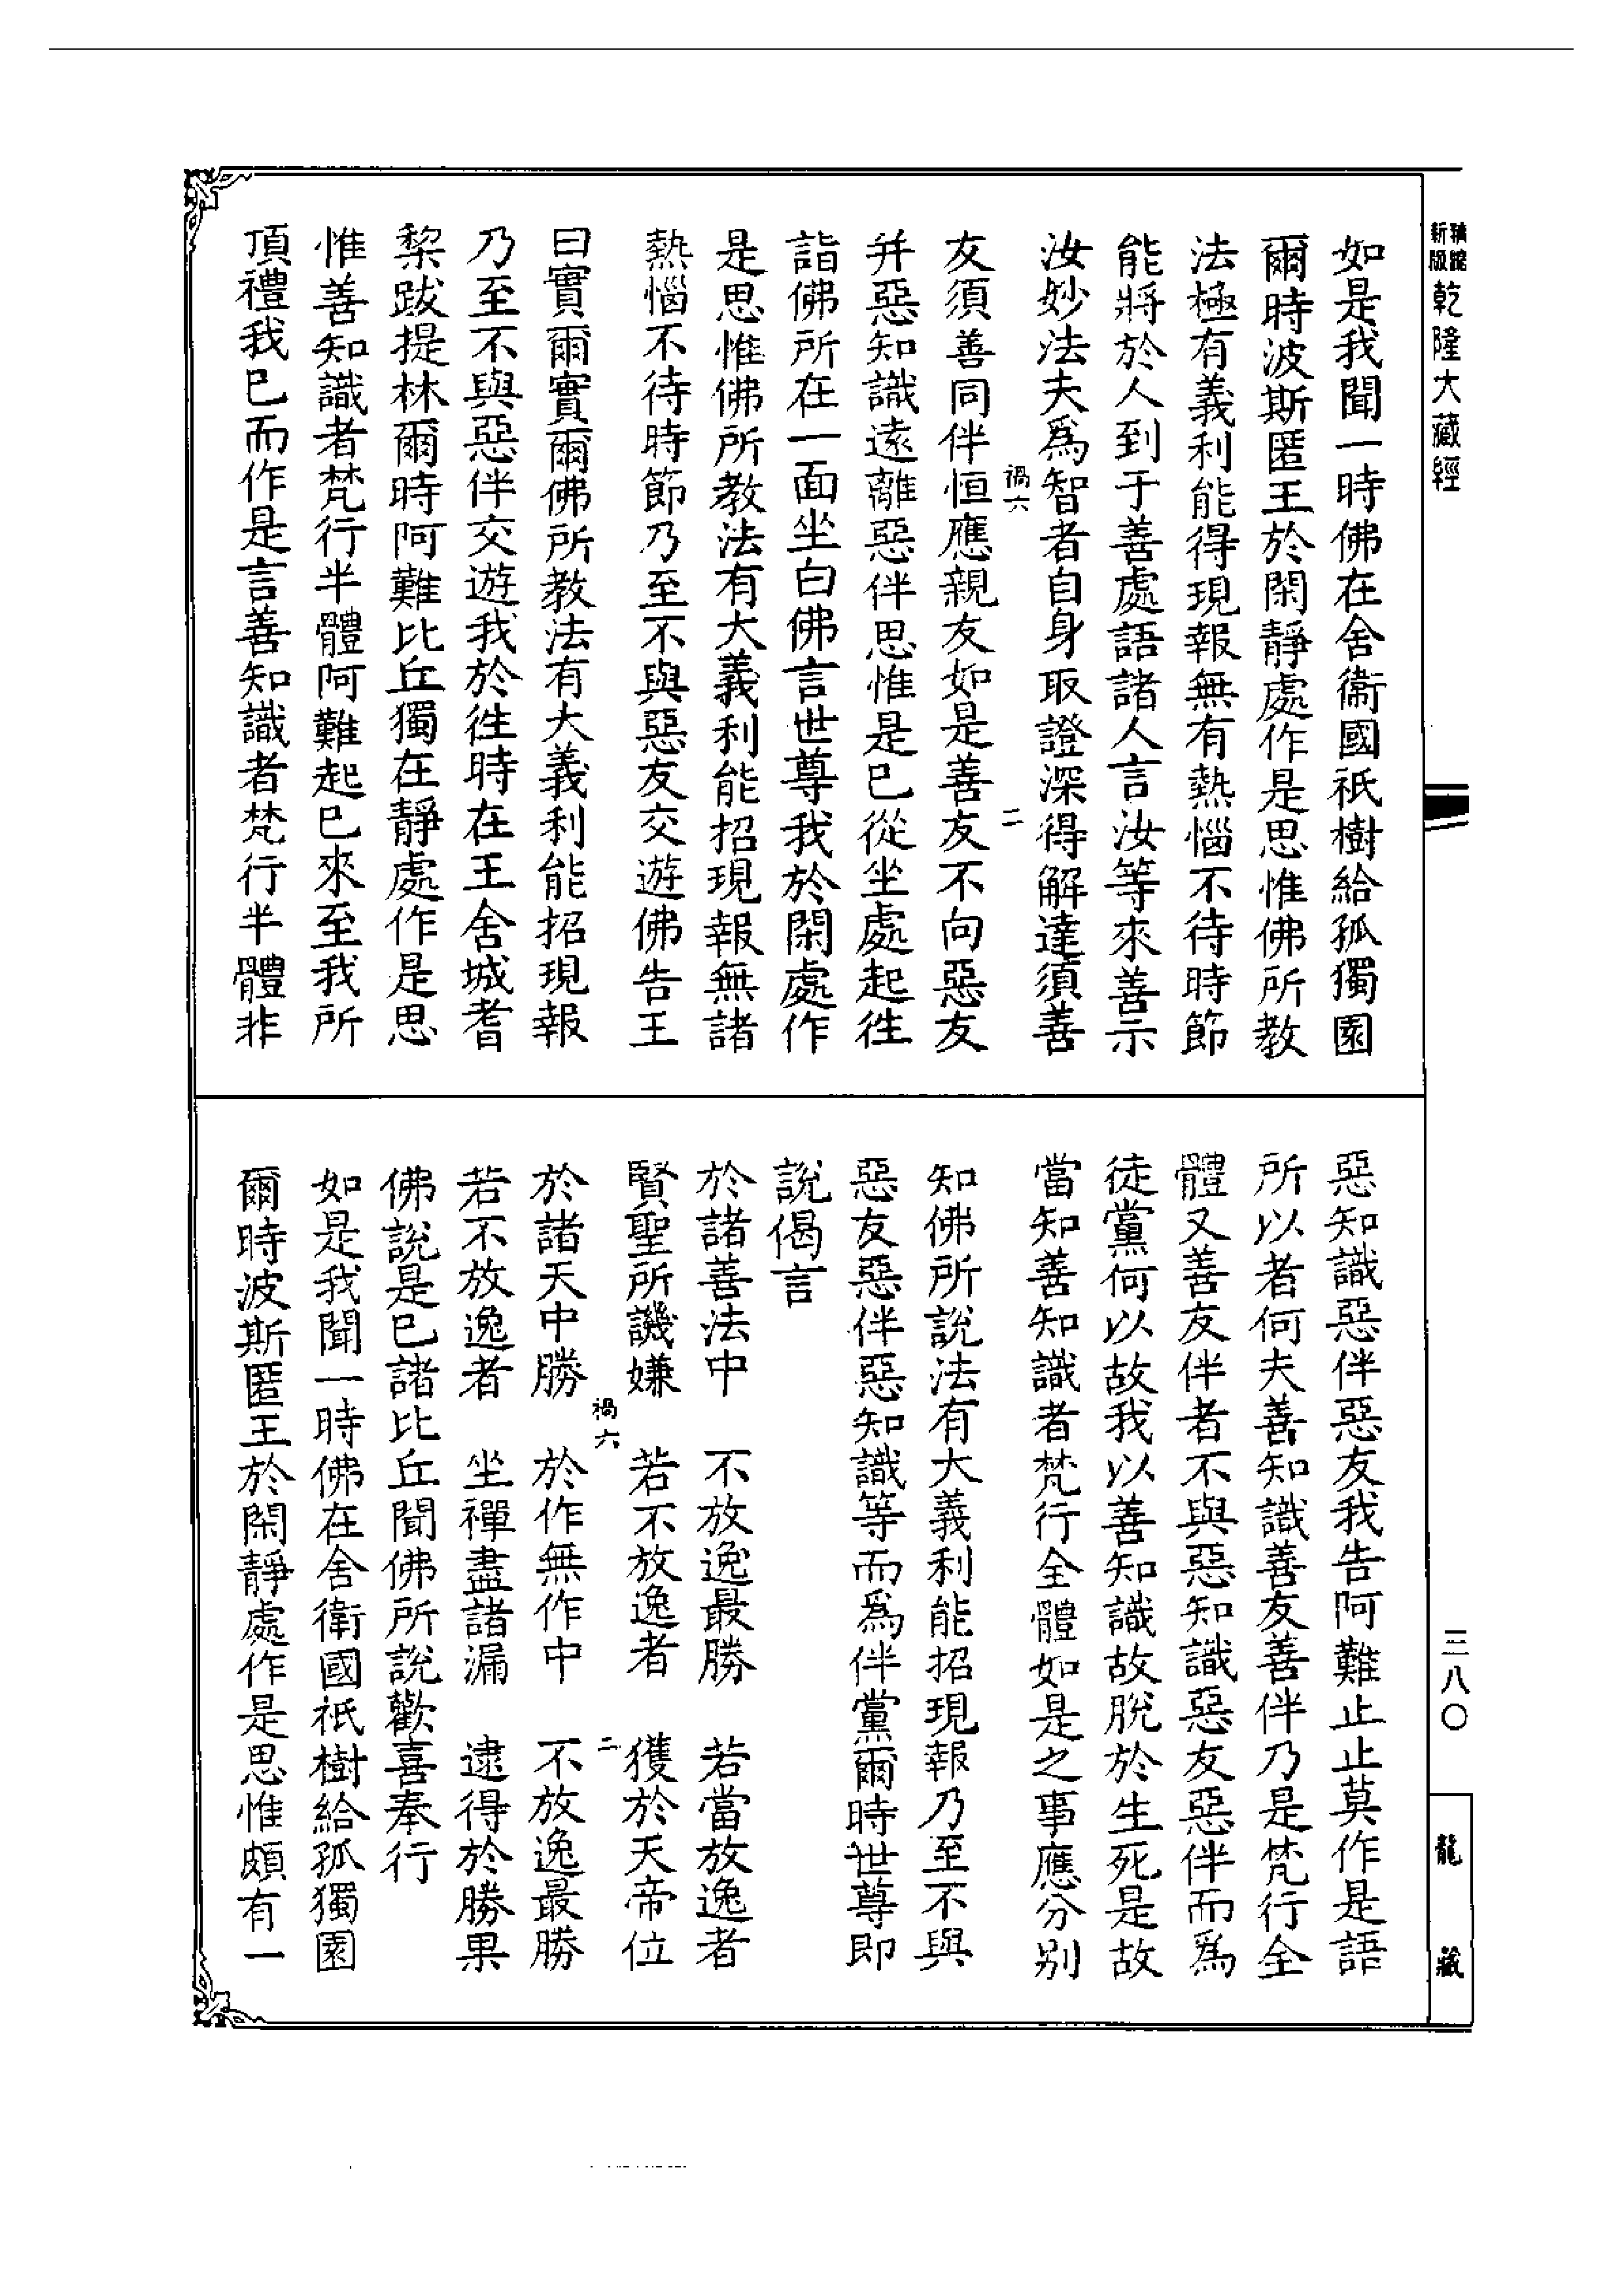 新版
乾隆大藏經
如是我聞一時佛在舍衞國祇樹給孤獨園
爾時波斯匿王於閑靜處作是思惟佛所教
法極有義利能得現報無有熱惱不待時節
能將於人到于善處語諸人言汝等來善示
汝妙法夫爲智者自身取證深得解達須善
禍六
二
友須善同伴恒應親友如是善友不向惡友
并惡知識遠離惡伴思惟是已從坐處起往
詣佛所在一面坐白佛言世尊我於閑處作
是思惟佛所教法有大義利能招現報無諸
熱惱不待時節乃至不與惡友交遊佛告王
曰實爾實爾佛所教法有大義利能招現報
乃至不與惡伴交遊我於往時在王舍城耆
棃跋提林爾時阿難比丘獨在靜處作是思
惟善知識者梵行半體阿難起已來至我所
頂禮我已而作是言善知識者梵行半體非
惡知識惡伴惡友我告阿難止止莫作是語
所以者何夫善知識善友善伴乃是梵行全
體又善友伴者不與惡知識惡友惡伴而爲
徒黨何以故我以善知識故脫於生死是故
當知善知識者梵行全體如是之事應分別
知佛所說法有大義利能招現報乃至不與
惡友惡伴惡知識等而爲伴黨爾時世尊即
說偈言
於諸善法中　不放逸最勝　若當放逸者
賢聖所譏嫌　若不放逸者　獲於天帝位
禍六
二
於諸天中勝　於作無作中　不放逸最勝
若不放逸者　坐禪盡諸漏　逮得於勝果
佛說是已諸比丘聞佛所說歡喜奉行
如是我聞一時佛在舍衛國祇樹給孤獨園
爾時波斯匿王於閑靜處作是思惟頗有一
三八〇
龍藏